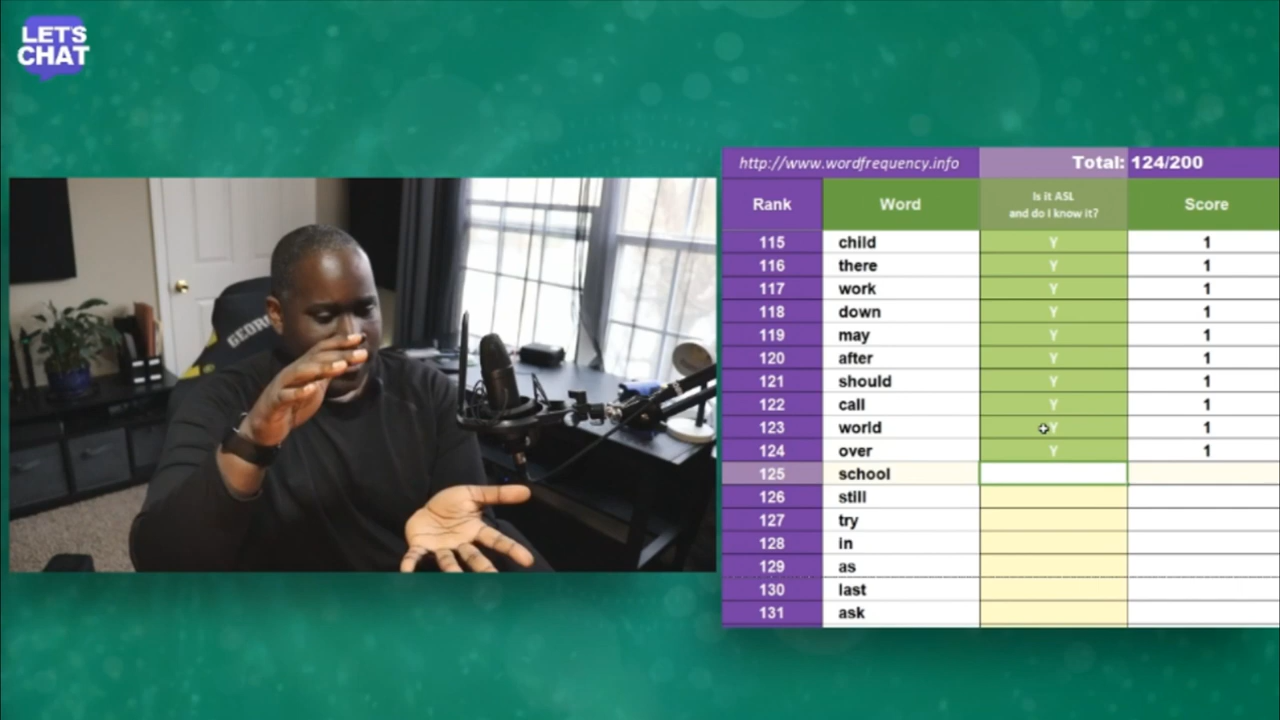 LET'S
CHAT
http://www.wordfrequency.info Total: 124/200
Rank Word Is it ASL and do I know it? Score
115 child Y 1
116 there Y 1
117 work Y 1
118 down Y 1
119 may Y 1
120 after Y 1
121 should Y 1
122 call Y 1
123 world Y 1
124 over Y 1
125 school
126 still
127 try
128 in
129 as
130 last
131 ask